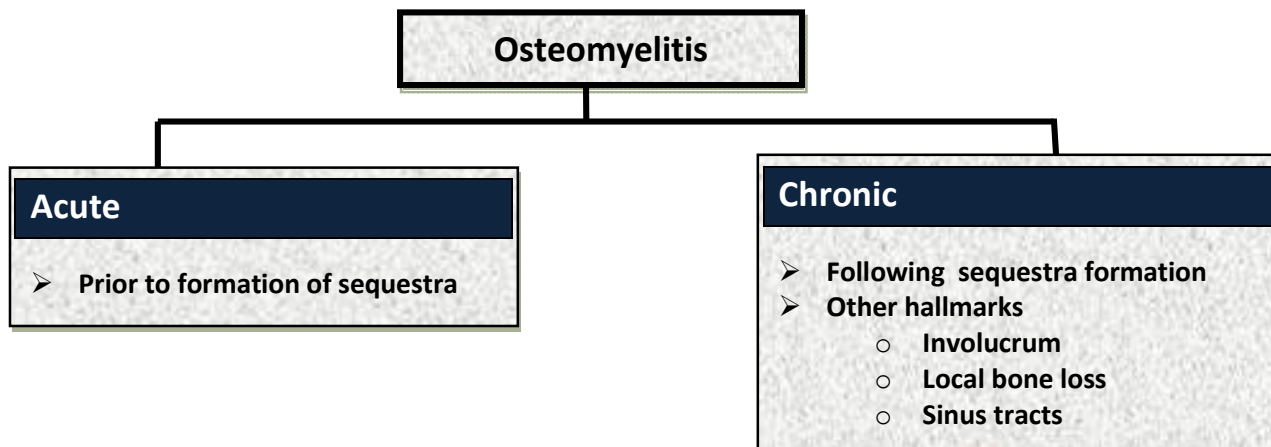 Osteomyelitis
Acute
➢ Prior to formation of sequestra
Chronic
➢ Following sequestra formation
➢ Other hallmarks
o Involucrum
o Local bone loss
o Sinus tracts